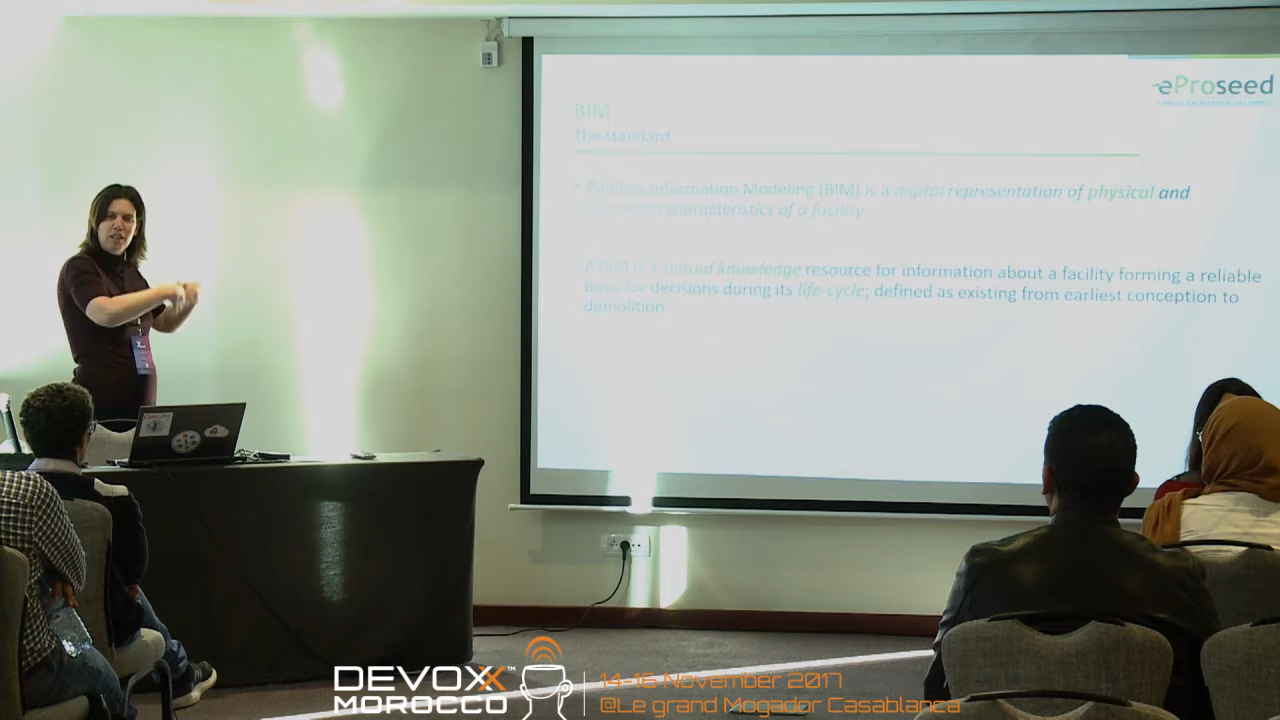 eProseed
BIM
The standard
• Building Information Modeling (BIM) is a digital representation of physical and
characteristics of a facility
• A BIM is a shared knowledge resource for information about a facility forming a reliable
basis for decisions during its life-cycle; defined as existing from earliest conception to
demolition
DEVOXX™
MOROCCO
14-16 November 2017
@Le grand Mogador Casablanca